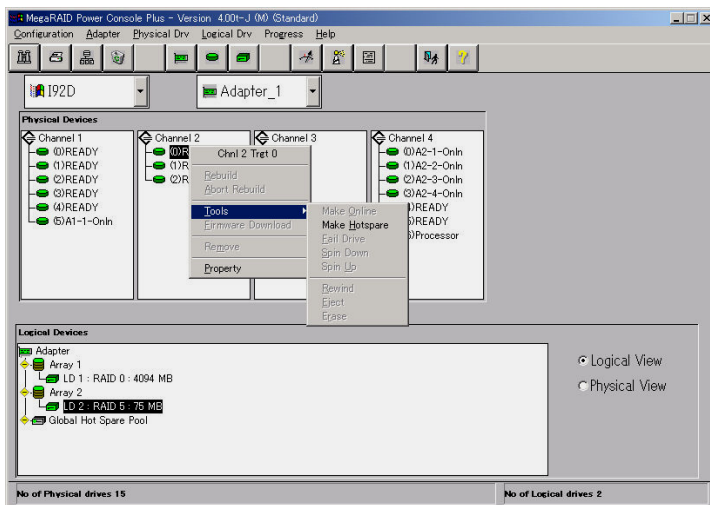 MegaRAID Power Console Plus - Version 4.00t-J (M) (Standard)
Configuration Adapter Physical Drv Logical Drv Progress Help
I92D
Adapter_1
Physical Devices
Channel 1
(0)READY
(1)READY
(2)READY
(3)READY
(4)READY
(5)A1-1-Onln
Channel 2
(0)R
(1)R
(2)R
Chnl 2 Trgt 0
Rebuild
Abort Rebuild
Tools
Firmware Download
Remove
Property
Channel 3
Make Online
Make Hotspare
Fail Drive
Spin Down
Spin Up
Rewind
Eject
Erase
Channel 4
(0)A2-1-Onln
(1)A2-2-Onln
(2)A2-3-Onln
(3)A2-4-Onln
)READY
)READY
)Processor
Logical Devices
Adapter
Array 1
LD 1 : RAID 0 : 4094 MB
Array 2
LD 2 : RAID 5 : 75 MB
Global Hot Spare Pool
Logical View
Physical View
No of Physical drives 15
No of Logical drives 2